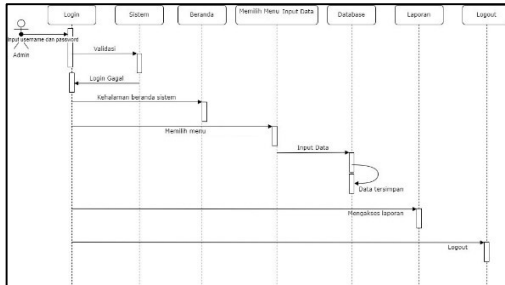 Login
Sistem
Beranda
Memilih Menu Input Data
Database
Laporan
Logout
Input username dan password
Admin
Validasi
Login Gagal
Kehalaman beranda sistem
Memilih menu
Input Data
Data tersimpan
Mengakses laporan
Logout